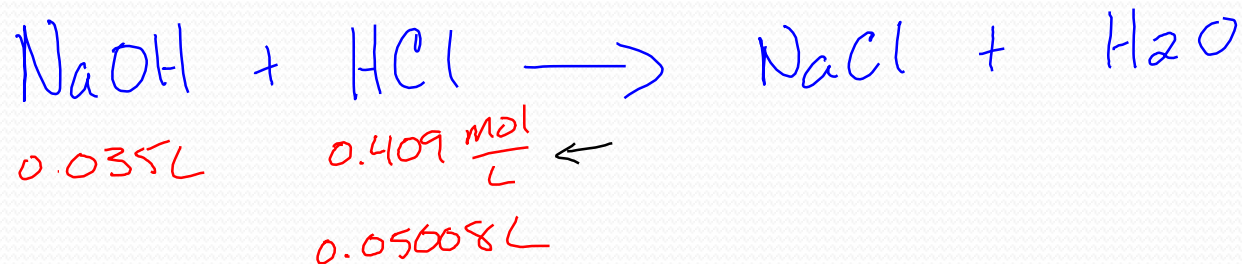 NaOH + HCl → NaCl + H2O
0.035L 0.409 mol/L ←
0.05008L